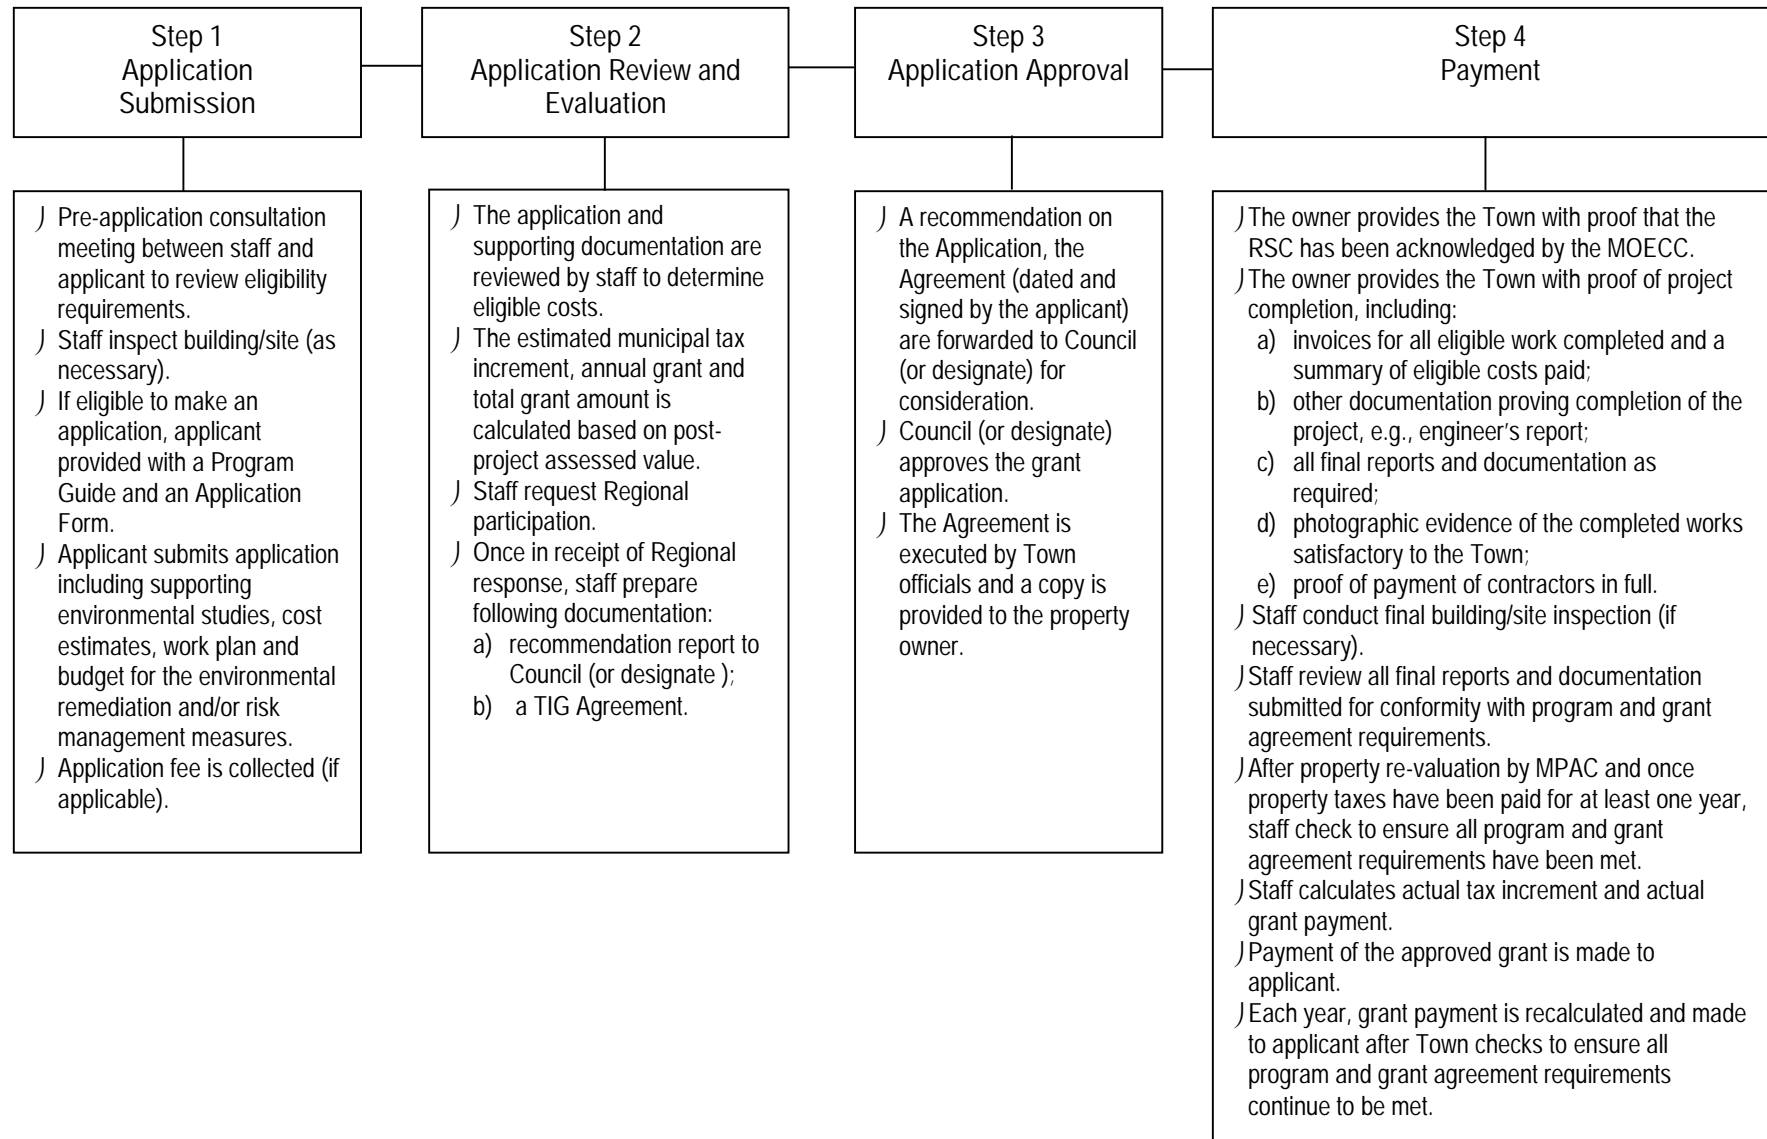 Step 1
Application
Submission
Step 2
Application Review and
Evaluation
Step 3
Application Approval
Step 4
Payment
) Pre-application consultation
meeting between staff and
applicant to review eligibility
requirements.
) Staff inspect building/site (as
necessary).
) If eligible to make an
application, applicant
provided with a Program
Guide and an Application
Form.
) Applicant submits application
including supporting
environmental studies, cost
estimates, work plan and
budget for the environmental
remediation and/or risk
management measures.
) Application fee is collected (if
applicable).
) The application and
supporting documentation are
reviewed by staff to determine
eligible costs.
) The estimated municipal tax
increment, annual grant and
total grant amount is
calculated based on post-
project assessed value.
) Staff request Regional
participation.
) Once in receipt of Regional
response, staff prepare
following documentation:
a) recommendation report to
Council (or designate );
b) a TIG Agreement.
) A recommendation on
the Application, the
Agreement (dated and
signed by the applicant)
are forwarded to Council
(or designate) for
consideration.
) Council (or designate)
approves the grant
application.
) The Agreement is
executed by Town
officials and a copy is
provided to the property
owner.
) The owner provides the Town with proof that the
RSC has been acknowledged by the MOECC.
) The owner provides the Town with proof of project
completion, including:
a) invoices for all eligible work completed and a
summary of eligible costs paid;
b) other documentation proving completion of the
project, e.g., engineer's report;
c) all final reports and documentation as
required;
d) photographic evidence of the completed works
satisfactory to the Town;
e) proof of payment of contractors in full.
) Staff conduct final building/site inspection (if
necessary).
) Staff review all final reports and documentation
submitted for conformity with program and grant
agreement requirements.
) After property re-valuation by MPAC and once
property taxes have been paid for at least one year,
staff check to ensure all program and grant
agreement requirements have been met.
) Staff calculates actual tax increment and actual
grant payment.
) Payment of the approved grant is made to
applicant.
) Each year, grant payment is recalculated and made
to applicant after Town checks to ensure all
program and grant agreement requirements
continue to be met.